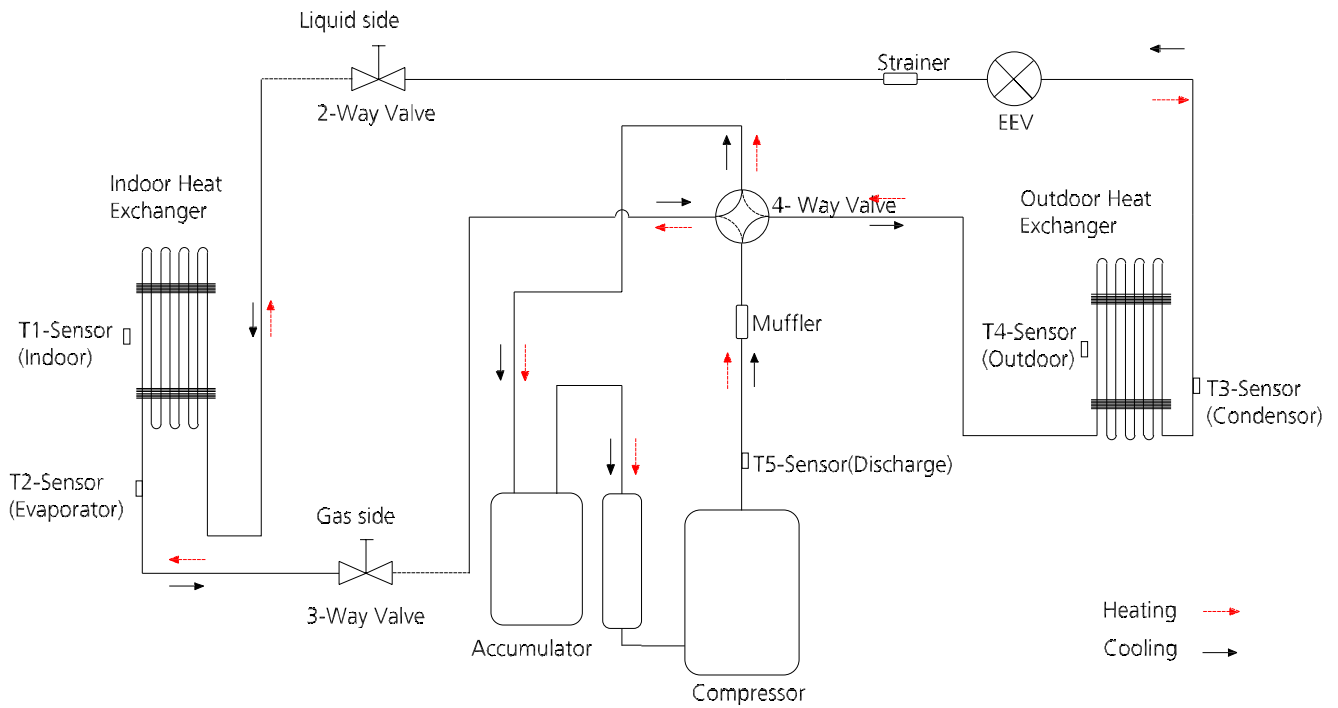 Liquid side
2-Way Valve
Strainer
EEV
Indoor Heat
Exchanger
4- Way Valve
Outdoor Heat
Exchanger
T1-Sensor
(Indoor)
Muffler
T4-Sensor
(Outdoor)
T3-Sensor
(Condensor)
T2-Sensor
(Evaporator)
T5-Sensor(Discharge)
Gas side
3-Way Valve
Accumulator
Compressor
Heating
Cooling